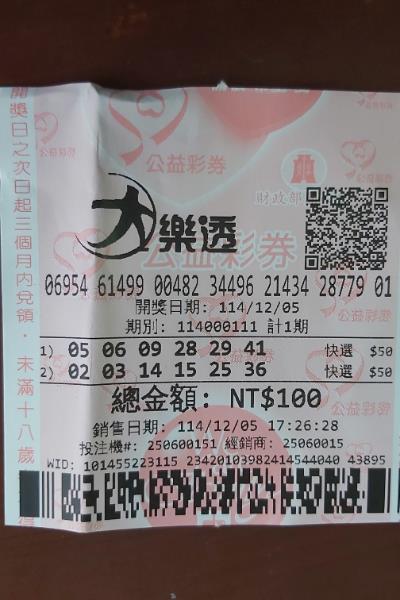 公益彩券
財政部
大樂透
公益彩券
06954 61499 00482 34496 21434 28779 01
開獎日期: 114/12/05
期別: 114000111 計1期
1) 05 06 09 28 29 41 快選 $50
2) 02 03 14 15 25 36 快選 $50
總金額: NT$100
銷售日期: 114/12/05 17:26:28
投注機#: 250600151 經銷商: 25060015
WID: 101455223115 23420103982414544040 43895
開獎日之次日起三個月內兌領・未滿十八歲
得